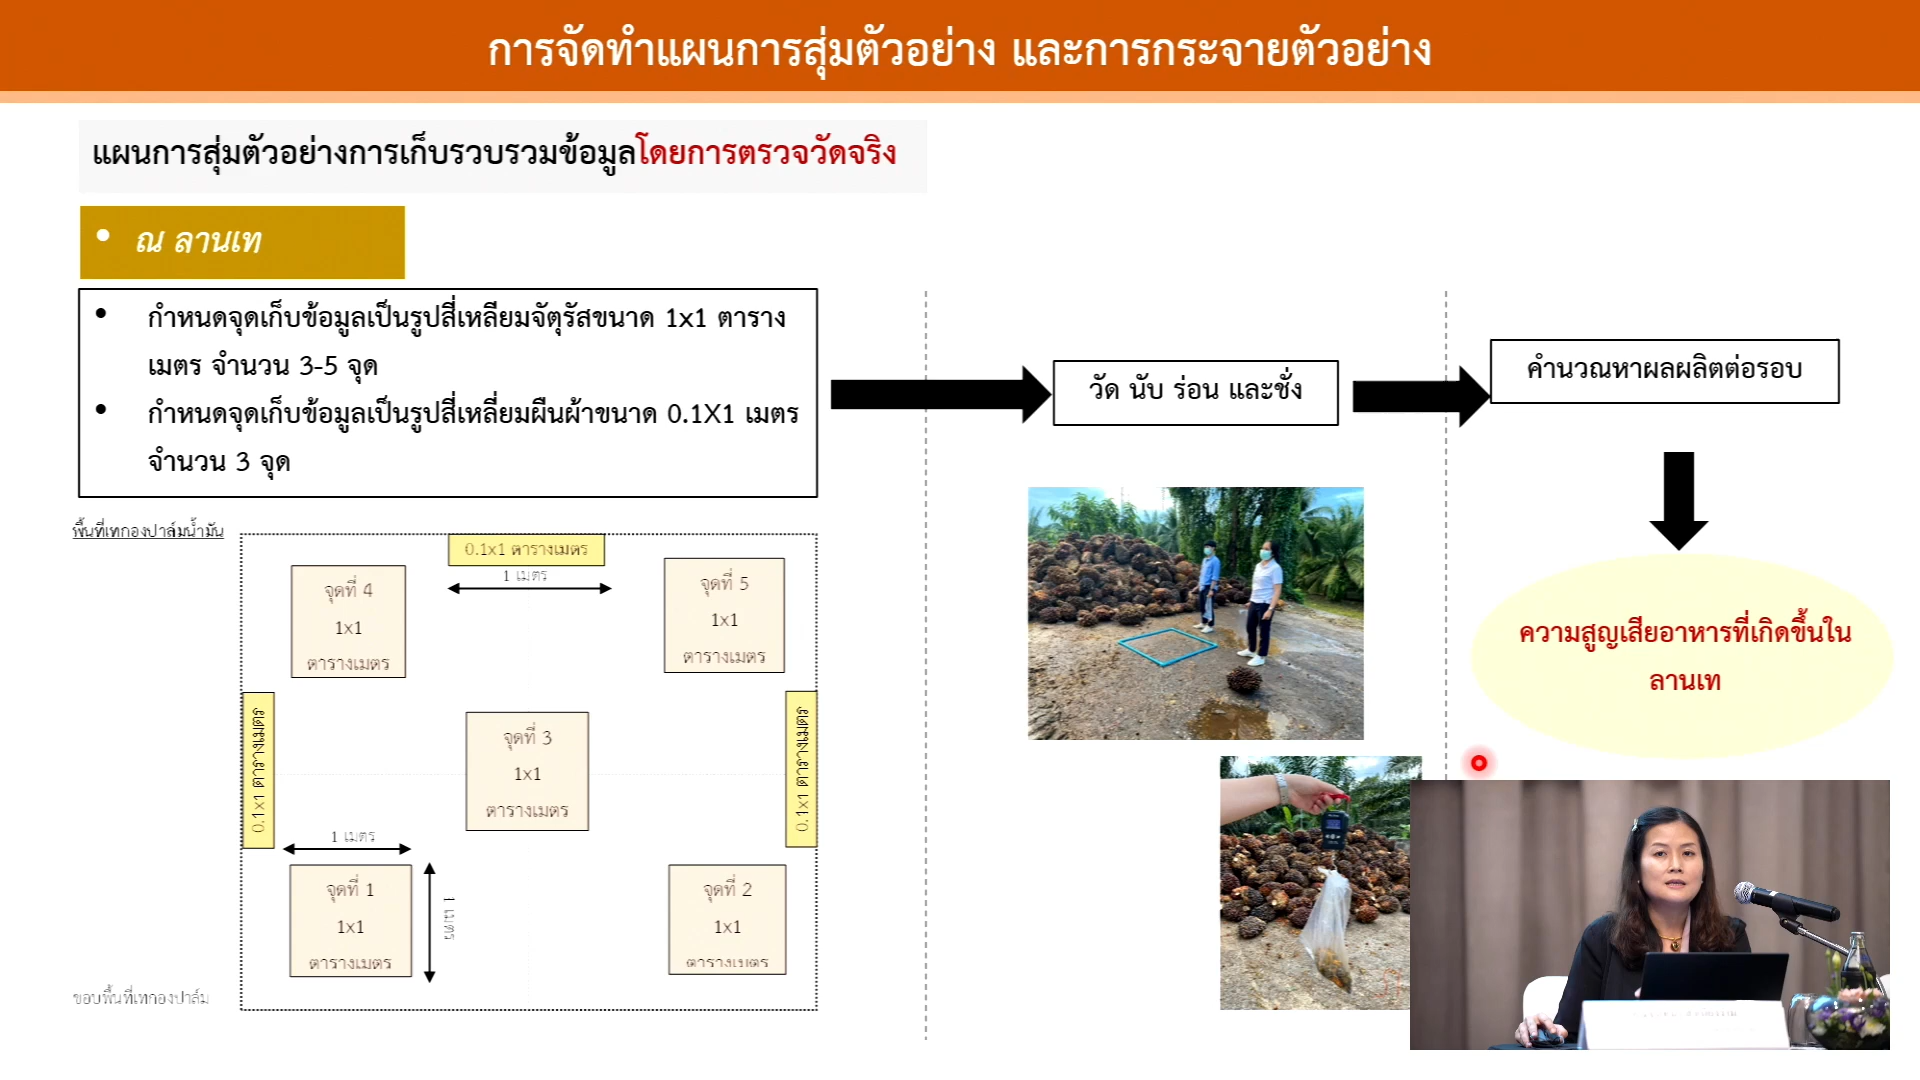 การจัดทำแผนการสุ่มตัวอย่าง และการกระจายตัวอย่าง
แผนการสุ่มตัวอย่างการเก็บรวบรวมข้อมูลโดยการตรวจวัดจริง
• ณ ลานเท
• กำหนดจุดเก็บข้อมูลเป็นรูปสี่เหลียมจัตุรัสขนาด 1x1 ตาราง
เมตร จำนวน 3-5 จุด
• กำหนดจุดเก็บข้อมูลเป็นรูปสี่เหลี่ยมผืนผ้าขนาด 0.1X1 เมตร
จำนวน 3 จุด
วัด นับ ร่อน และชั่ง
คำนวณหาผลผลิตต่อรอบ
ความสูญเสียอาหารที่เกิดขึ้นใน
ลานเท
พื้นที่เทกองปาล์มน้ำมัน
0.1x1 ตารางเมตร
1 เมตร
จุดที่ 4
1x1
ตารางเมตร
จุดที่ 5
1x1
ตารางเมตร
0.1x1 ตารางเมตร
จุดที่ 3
1x1
ตารางเมตร
0.1x1 ตารางเมตร
1 เมตร
จุดที่ 1
1x1
ตารางเมตร
1 เมตร
จุดที่ 2
1x1
ตารางเมตร
ขอบพื้นที่เทกองปาล์ม